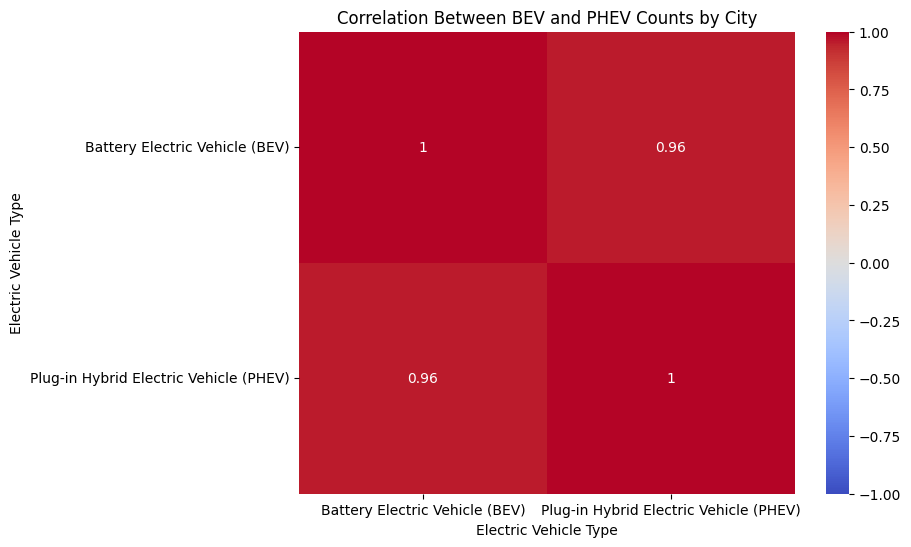 Correlation Between BEV and PHEV Counts by City
Electric Vehicle Type
Battery Electric Vehicle (BEV)
1
0.96
Plug-in Hybrid Electric Vehicle (PHEV)
0.96
1
Battery Electric Vehicle (BEV)
Plug-in Hybrid Electric Vehicle (PHEV)
Electric Vehicle Type
1.00
0.75
0.50
0.25
0.00
−0.25
−0.50
−0.75
−1.00